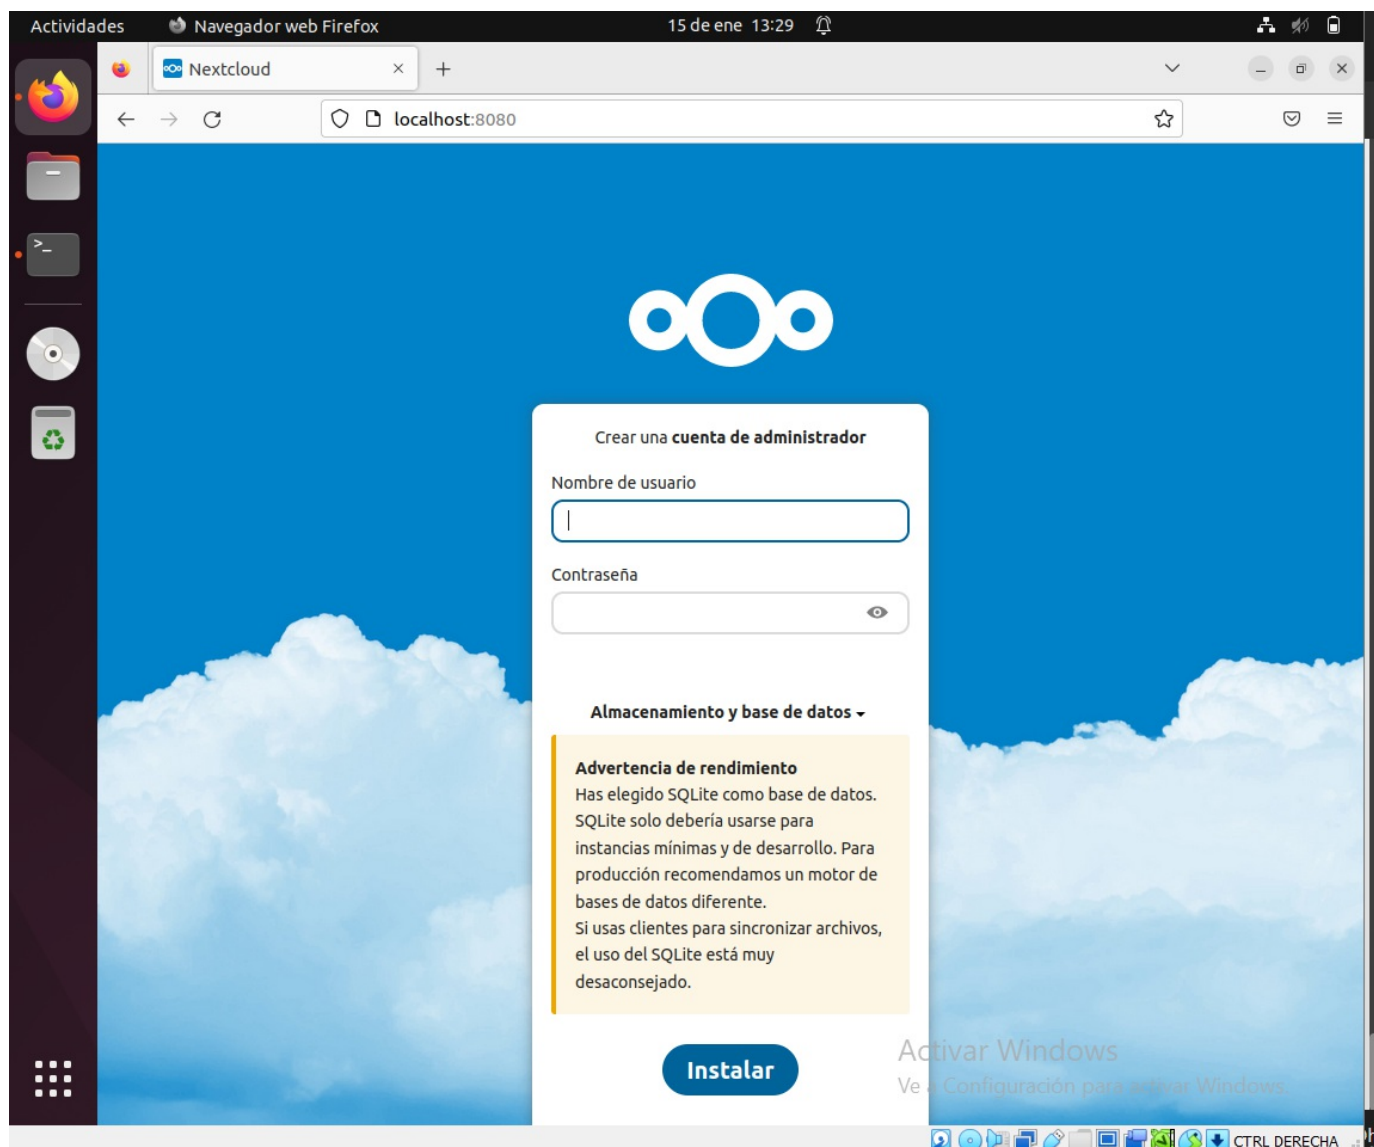 Actividades Navegador web Firefox 15 de ene 13:29
Nextcloud
localhost:8080
Crear una cuenta de administrador
Nombre de usuario
Contraseña
Almacenamiento y base de datos
Advertencia de rendimiento
Has elegido SQLite como base de datos.
SQLite solo debería usarse para
instancias mínimas y de desarrollo. Para
producción recomendamos un motor de
bases de datos diferente.
Si usas clientes para sincronizar archivos,
el uso del SQLite está muy
desaconsejado.
Instalar
Activar Windows
Ve a Configuración para activar Windows.
CTRL DERECHA